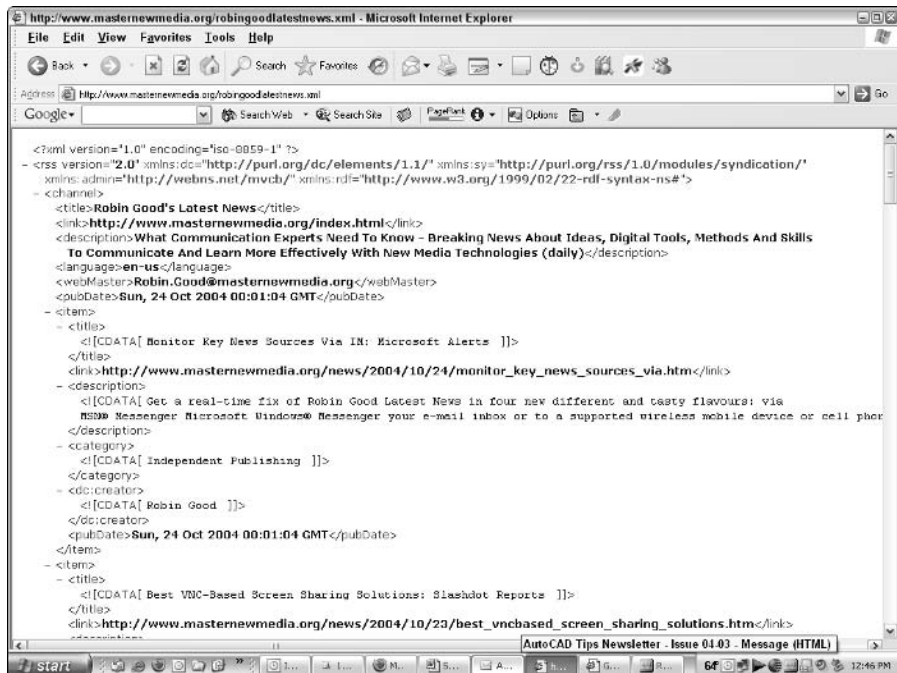 http://www.masternewmedia.org/robingoodlatestnews.xml - Microsoft Internet Explorer
File Edit View Favorites Tools Help
Back Search Favorites
Address http://www.masternewmedia.org/robingoodlatestnews.xml Go
Google Search Web Search Site PageRank Options
<?xml version="1.0" encoding="iso-8859-1" ?>
- <rss version="2.0" xmlns:dc="http://purl.org/dc/elements/1.1/" xmlns:sy="http://purl.org/rss/1.0/modules/syndication/"
xmlns:admin="http://webns.net/mvcb/" xmlns:rdf="http://www.w3.org/1999/02/22-rdf-syntax-ns#">
- <channel>
<title>Robin Good's Latest News</title>
<link>http://www.masternewmedia.org/index.html</link>
<description>What Communication Experts Need To Know - Breaking News About Ideas, Digital Tools, Methods And Skills
To Communicate And Learn More Effectively With New Media Technologies (daily)</description>
<language>en-us</language>
<webMaster>Robin.Good@masternewmedia.org</webMaster>
<pubDate>Sun, 24 Oct 2004 00:01:04 GMT</pubDate>
- <item>
- <title>
<![CDATA[ Monitor Key News Sources Via IM: Microsoft Alerts ]]>
</title>
<link>http://www.masternewmedia.org/news/2004/10/24/monitor_key_news_sources_via.htm</link>
- <description>
<![CDATA[ Get a real-time fix of Robin Good Latest News in four new different and tasty flavours: via
MSN® Messenger Microsoft Windows® Messenger your e-mail inbox or to a supported wireless mobile device or cell phor
</description>
- <category>
<![CDATA[ Independent Publishing ]]>
</category>
- <dc:creator>
<![CDATA[ Robin Good ]]>
</dc:creator>
<pubDate>Sun, 24 Oct 2004 00:01:04 GMT</pubDate>
</item>
- <item>
- <title>
<![CDATA[ Best VNC-Based Screen Sharing Solutions: Slashdot Reports ]]>
</title>
<link>http://www.masternewmedia.org/news/2004/10/23/best_vncbased_screen_sharing_solutions.htm</link>
AutoCAD Tips Newsletter - Issue 04-03 - Message (HTML)
start 1... I... M... S... A... h... G... R... 64° 12:46 PM